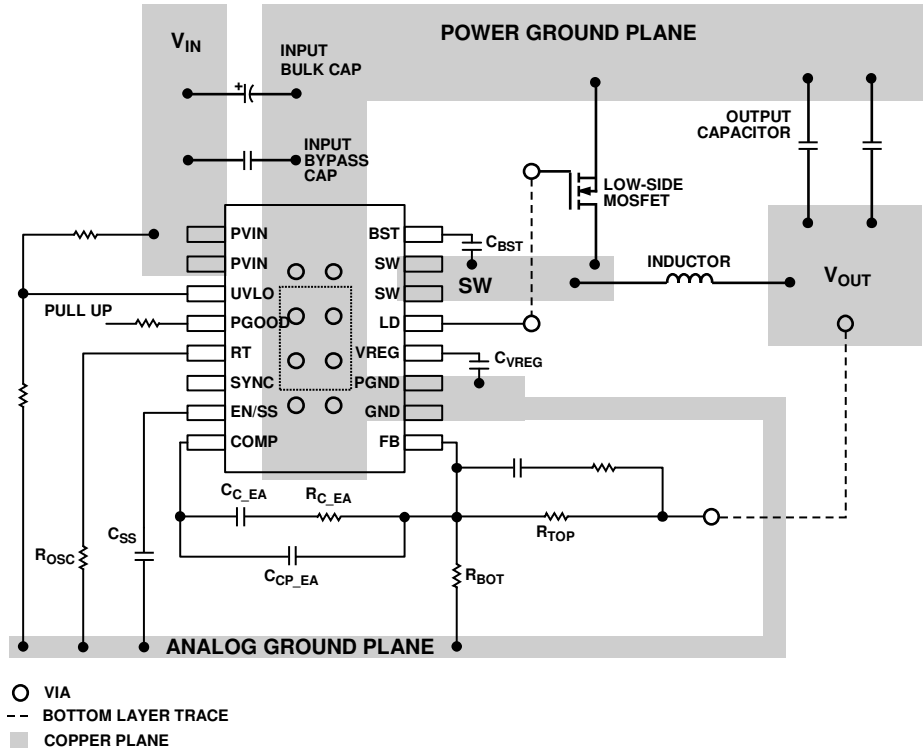 POWER GROUND PLANE
VIN
INPUT
BULK CAP
+
INPUT
BYPASS
CAP
OUTPUT
CAPACITOR
LOW-SIDE
MOSFET
PVIN
PVIN
UVLO
PGOOD
RT
SYNC
EN/SS
COMP
BST
SW
SW
LD
VREG
PGND
GND
FB
CBST
SW
INDUCTOR
VOUT
PULL UP
CVREG
CC_EA
RC_EA
CSS
ROSC
CCP_EA
RTOP
RBOT
ANALOG GROUND PLANE
VIA
BOTTOM LAYER TRACE
COPPER PLANE